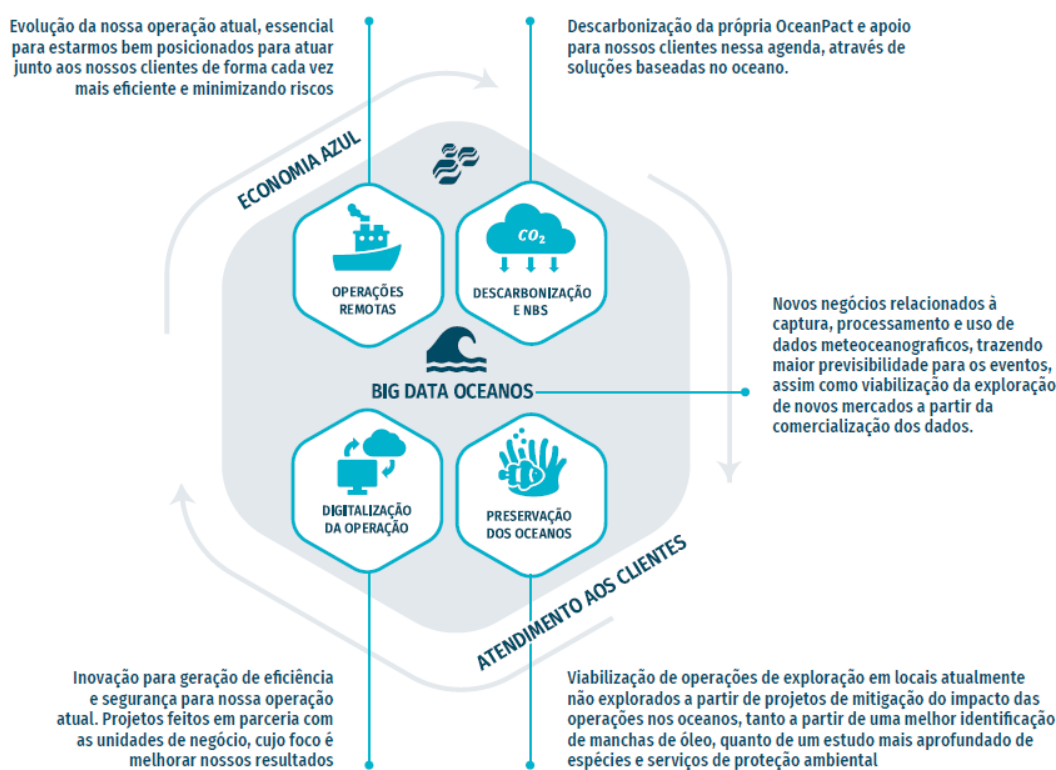 Evolução da nossa operação atual, essencial
para estarmos bem posicionados para atuar
junto aos nossos clientes de forma cada vez
mais eficiente e minimizando riscos
Descarbonização da própria OceanPact e apoio
para nossos clientes nessa agenda, através de
soluções baseadas no oceano.
ECONOMIA AZUL
OPERAÇÕES
REMOTAS
CO₂
DESCARBONIZAÇÃO
E NBS
BIG DATA OCEANOS
Novos negócios relacionados à
captura, processamento e uso de
dados meteoceanograficos, trazendo
maior previsibilidade para os eventos,
assim como viabilização da exploração
de novos mercados a partir da
comercialização dos dados.
DIGITALIZAÇÃO
DA OPERAÇÃO
PRESERVAÇÃO
DOS OCEANOS
ATENDIMENTO AOS CLIENTES
Inovação para geração de eficiência
e segurança para nossa operação
atual. Projetos feitos em parceria com
as unidades de negócio, cujo foco é
melhorar nossos resultados
Viabilização de operações de exploração em locais atualmente
não explorados a partir de projetos de mitigação do impacto das
operações nos oceanos, tanto a partir de uma melhor identificação
de manchas de óleo, quanto de um estudo mais aprofundado de
espécies e serviços de proteção ambiental